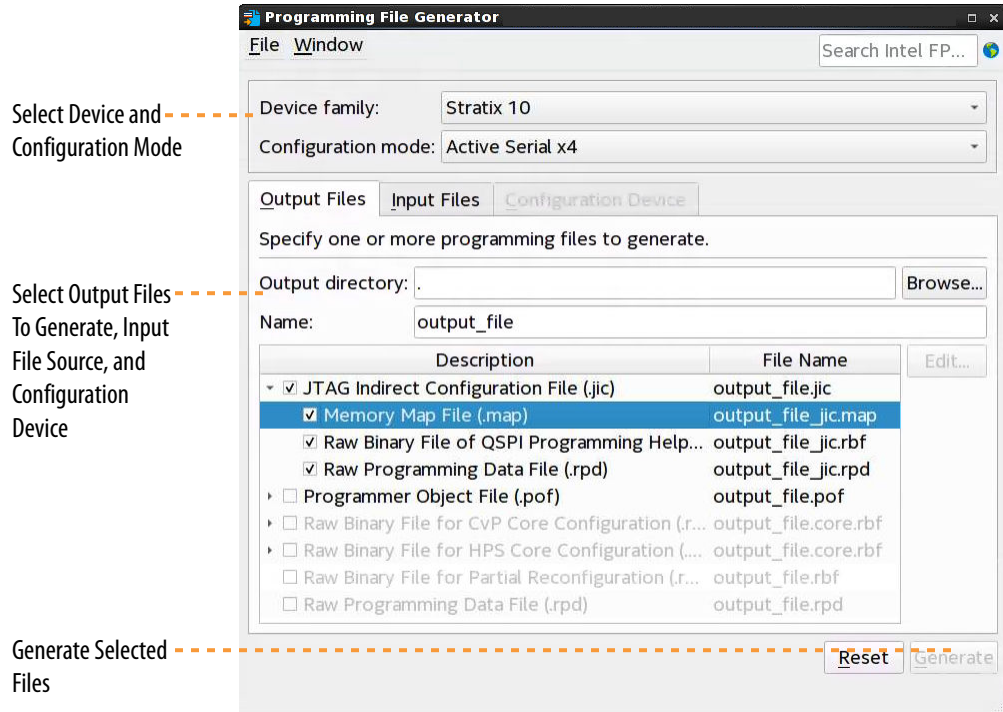 Programming File Generator
File Window
Search Intel FP...
Select Device and
Configuration Mode
Device family: Stratix 10
Configuration mode: Active Serial x4
Output Files Input Files Configuration Device
Specify one or more programming files to generate.
Select Output Files
To Generate, Input
File Source, and
Configuration
Device
Output directory: . Browse...
Name: output_file
Description File Name Edit...
JTAG Indirect Configuration File (.jic) output_file.jic
Memory Map File (.map) output_file_jic.map
Raw Binary File of QSPI Programming Help... output_file_jic.rbf
Raw Programming Data File (.rpd) output_file_jic.rpd
Programmer Object File (.pof) output_file.pof
Raw Binary File for CvP Core Configuration (.r... output_file.core.rbf
Raw Binary File for HPS Core Configuration (.... output_file.core.rbf
Raw Binary File for Partial Reconfiguration (.r... output_file.rbf
Raw Programming Data File (.rpd) output_file.rpd
Generate Selected
Files
Reset Generate